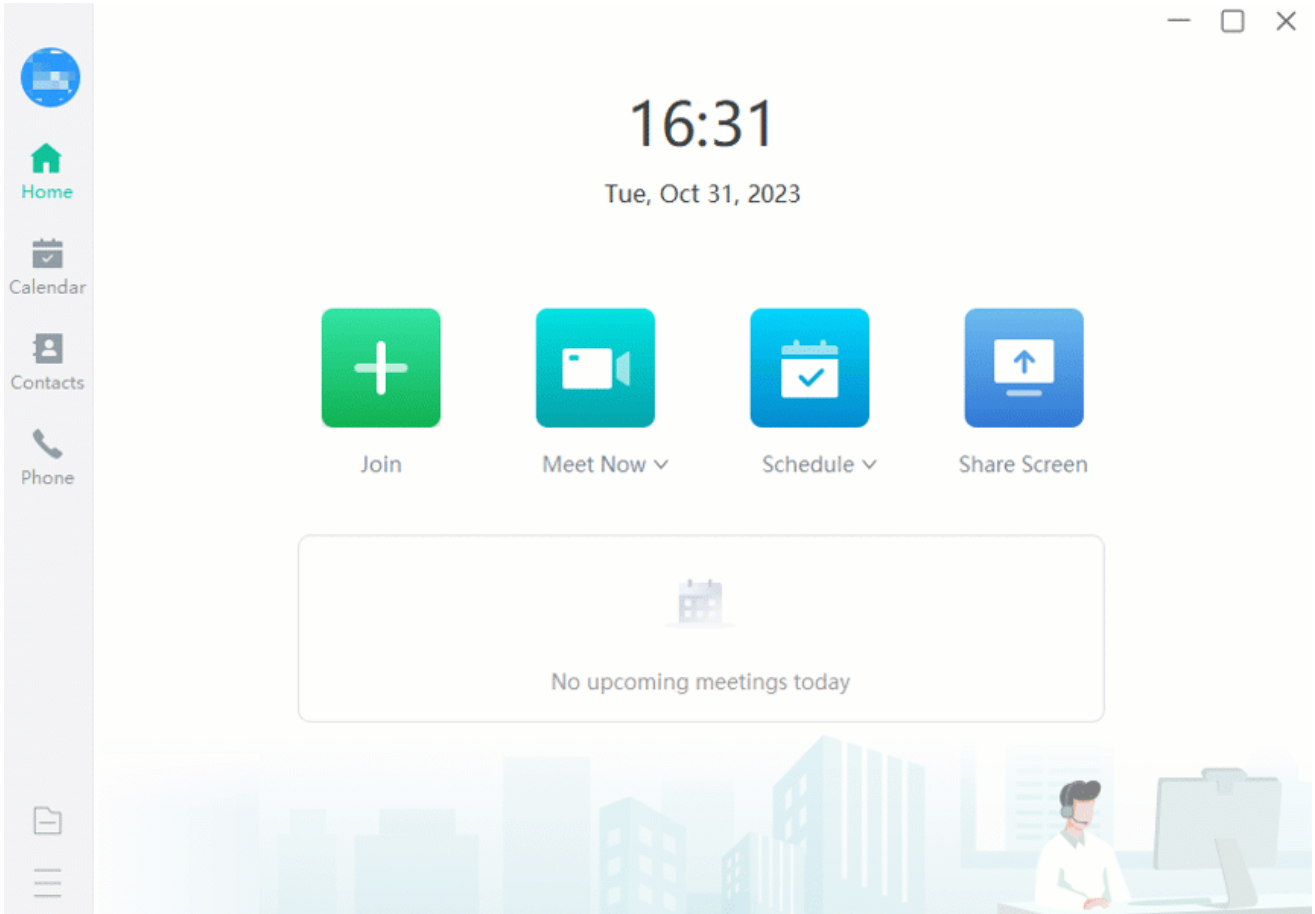 16:31
Tue, Oct 31, 2023
Home
Calendar
Contacts
Phone
Join
Meet Now
Schedule
Share Screen
No upcoming meetings today